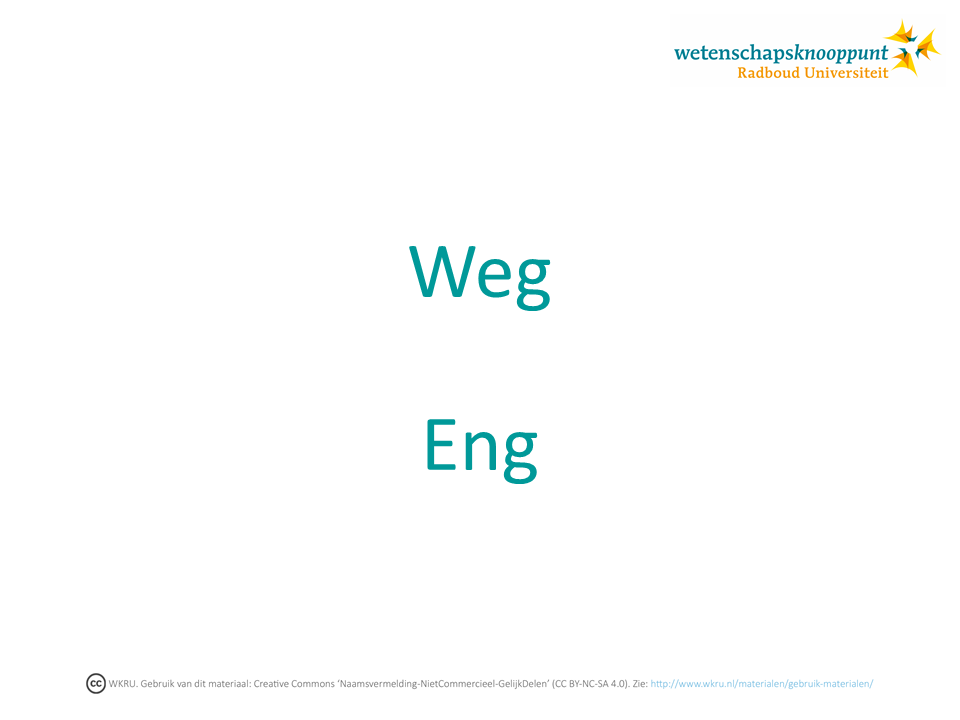 wetenschapsknooppunt
Radboud Universiteit
Weg
Eng
cc WKRU. Gebruik van dit materiaal: Creative Commons ‘Naamsvermelding-NietCommercieel-GelijkDelen’ (CC BY-NC-SA 4.0). Zie: http://www.wkru.nl/materialen/gebruik-materialen/